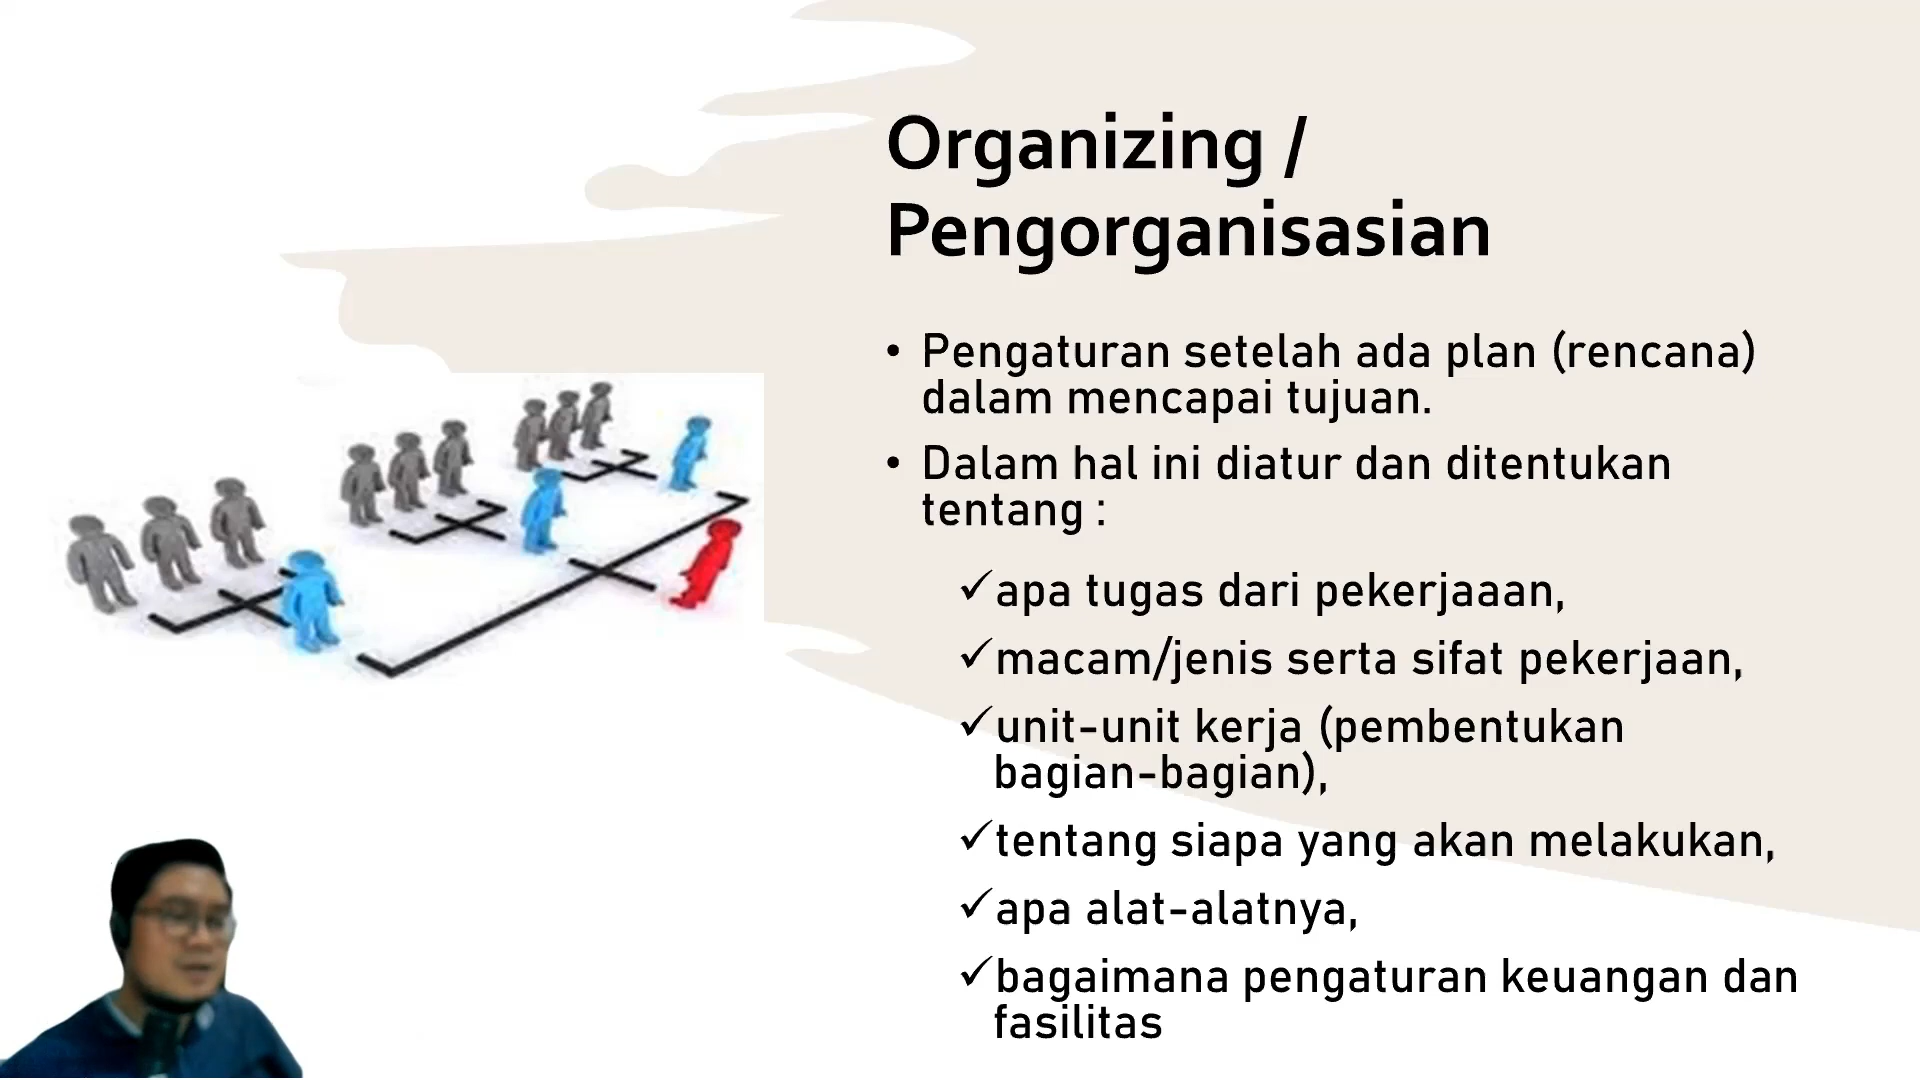 Organizing /
Pengorganisasian
• Pengaturan setelah ada plan (rencana)
dalam mencapai tujuan.
• Dalam hal ini diatur dan ditentukan
tentang :
✓apa tugas dari pekerjaaan,
✓macam/jenis serta sifat pekerjaan,
✓unit-unit kerja (pembentukan
bagian-bagian),
✓tentang siapa yang akan melakukan,
✓apa alat-alatnya,
✓bagaimana pengaturan keuangan dan
fasilitas